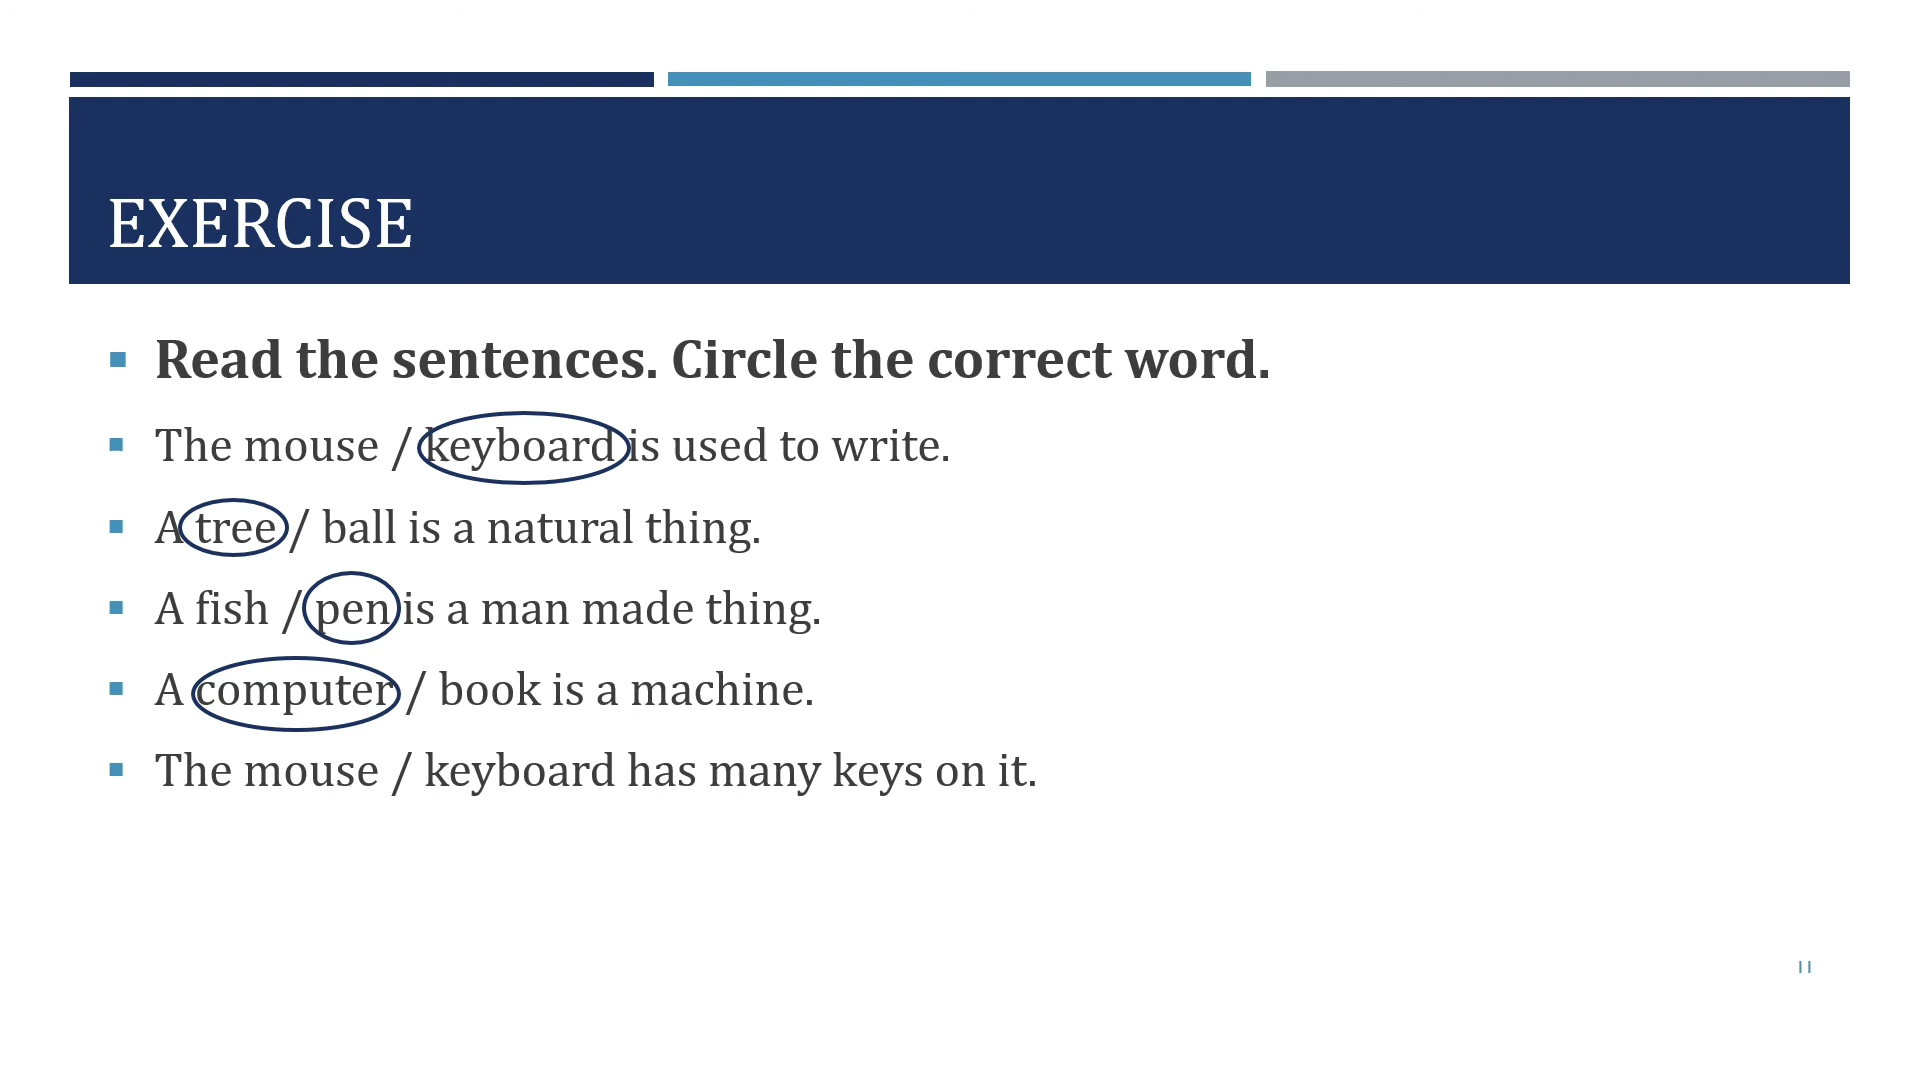 EXERCISE
Read the sentences. Circle the correct word.
The mouse / keyboard is used to write.
A tree / ball is a natural thing.
A fish / pen is a man made thing.
A computer / book is a machine.
The mouse / keyboard has many keys on it.
11